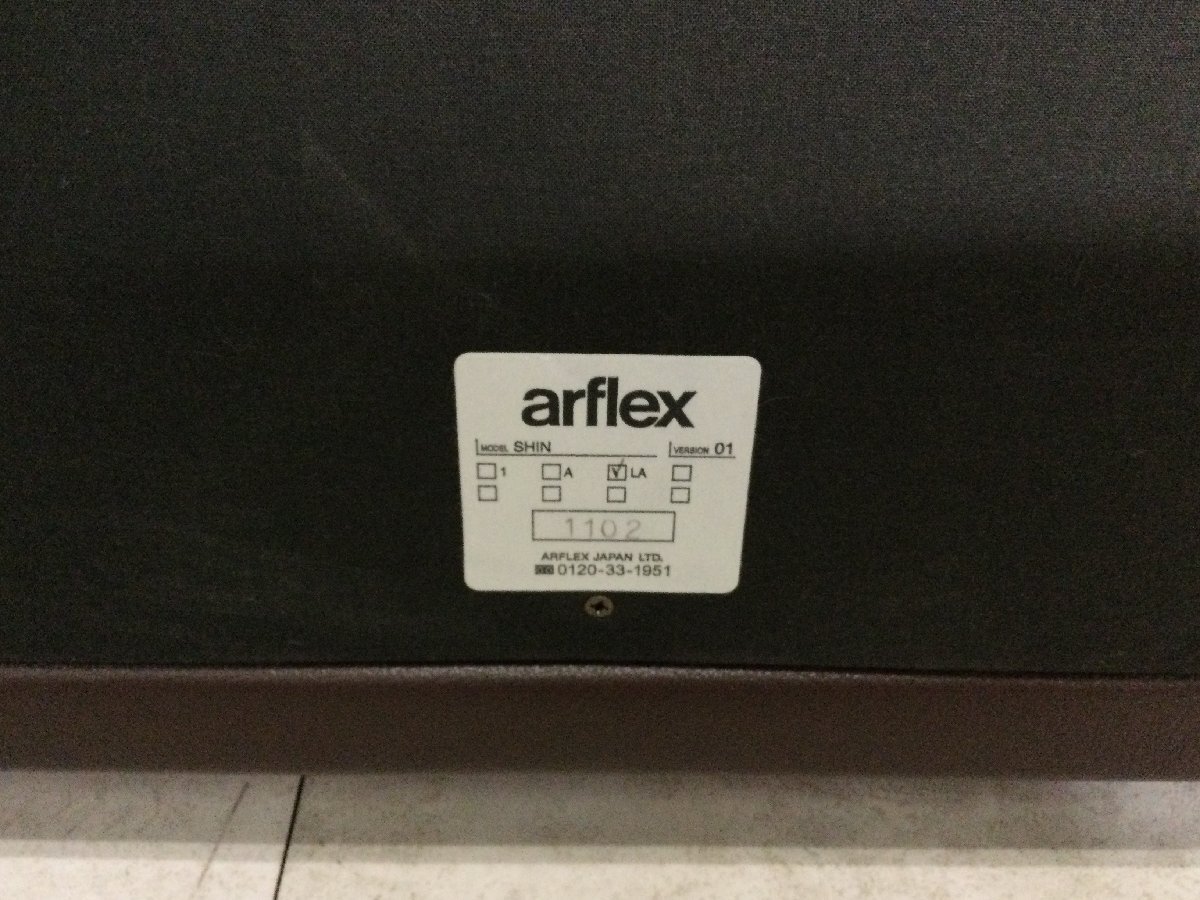 arflex
MODEL SHIN VERSION 01
1 A LA
1102
ARFLEX JAPAN LTD.
0120-33-1951